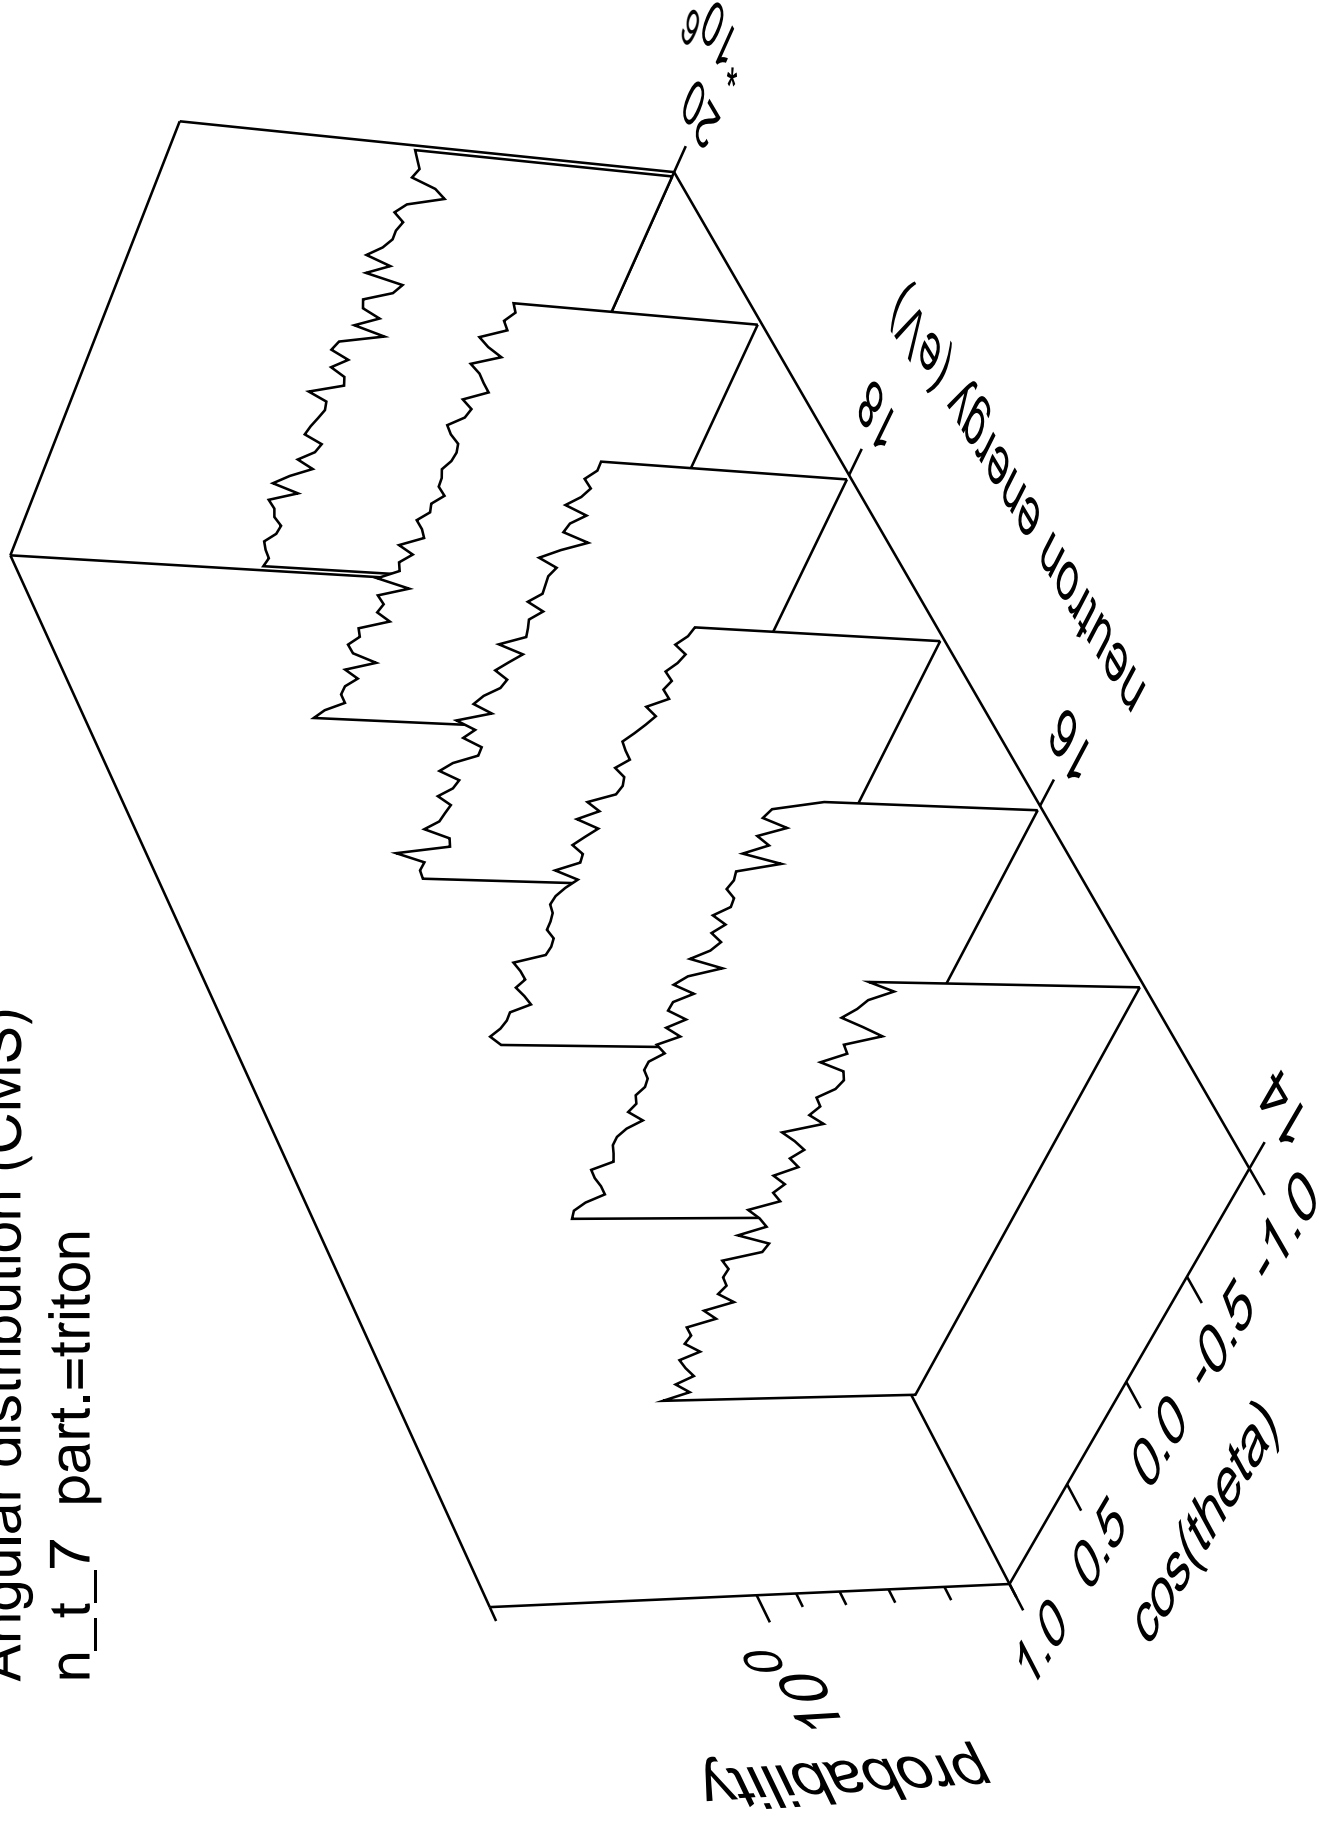 Angular distribution (CMS)
n_t_7 part.=triton
probability
10^0
1.0 0.5 0.0 -0.5 -1.0
cos(theta)
14 16 18 20
*10^6
neutron energy (eV)